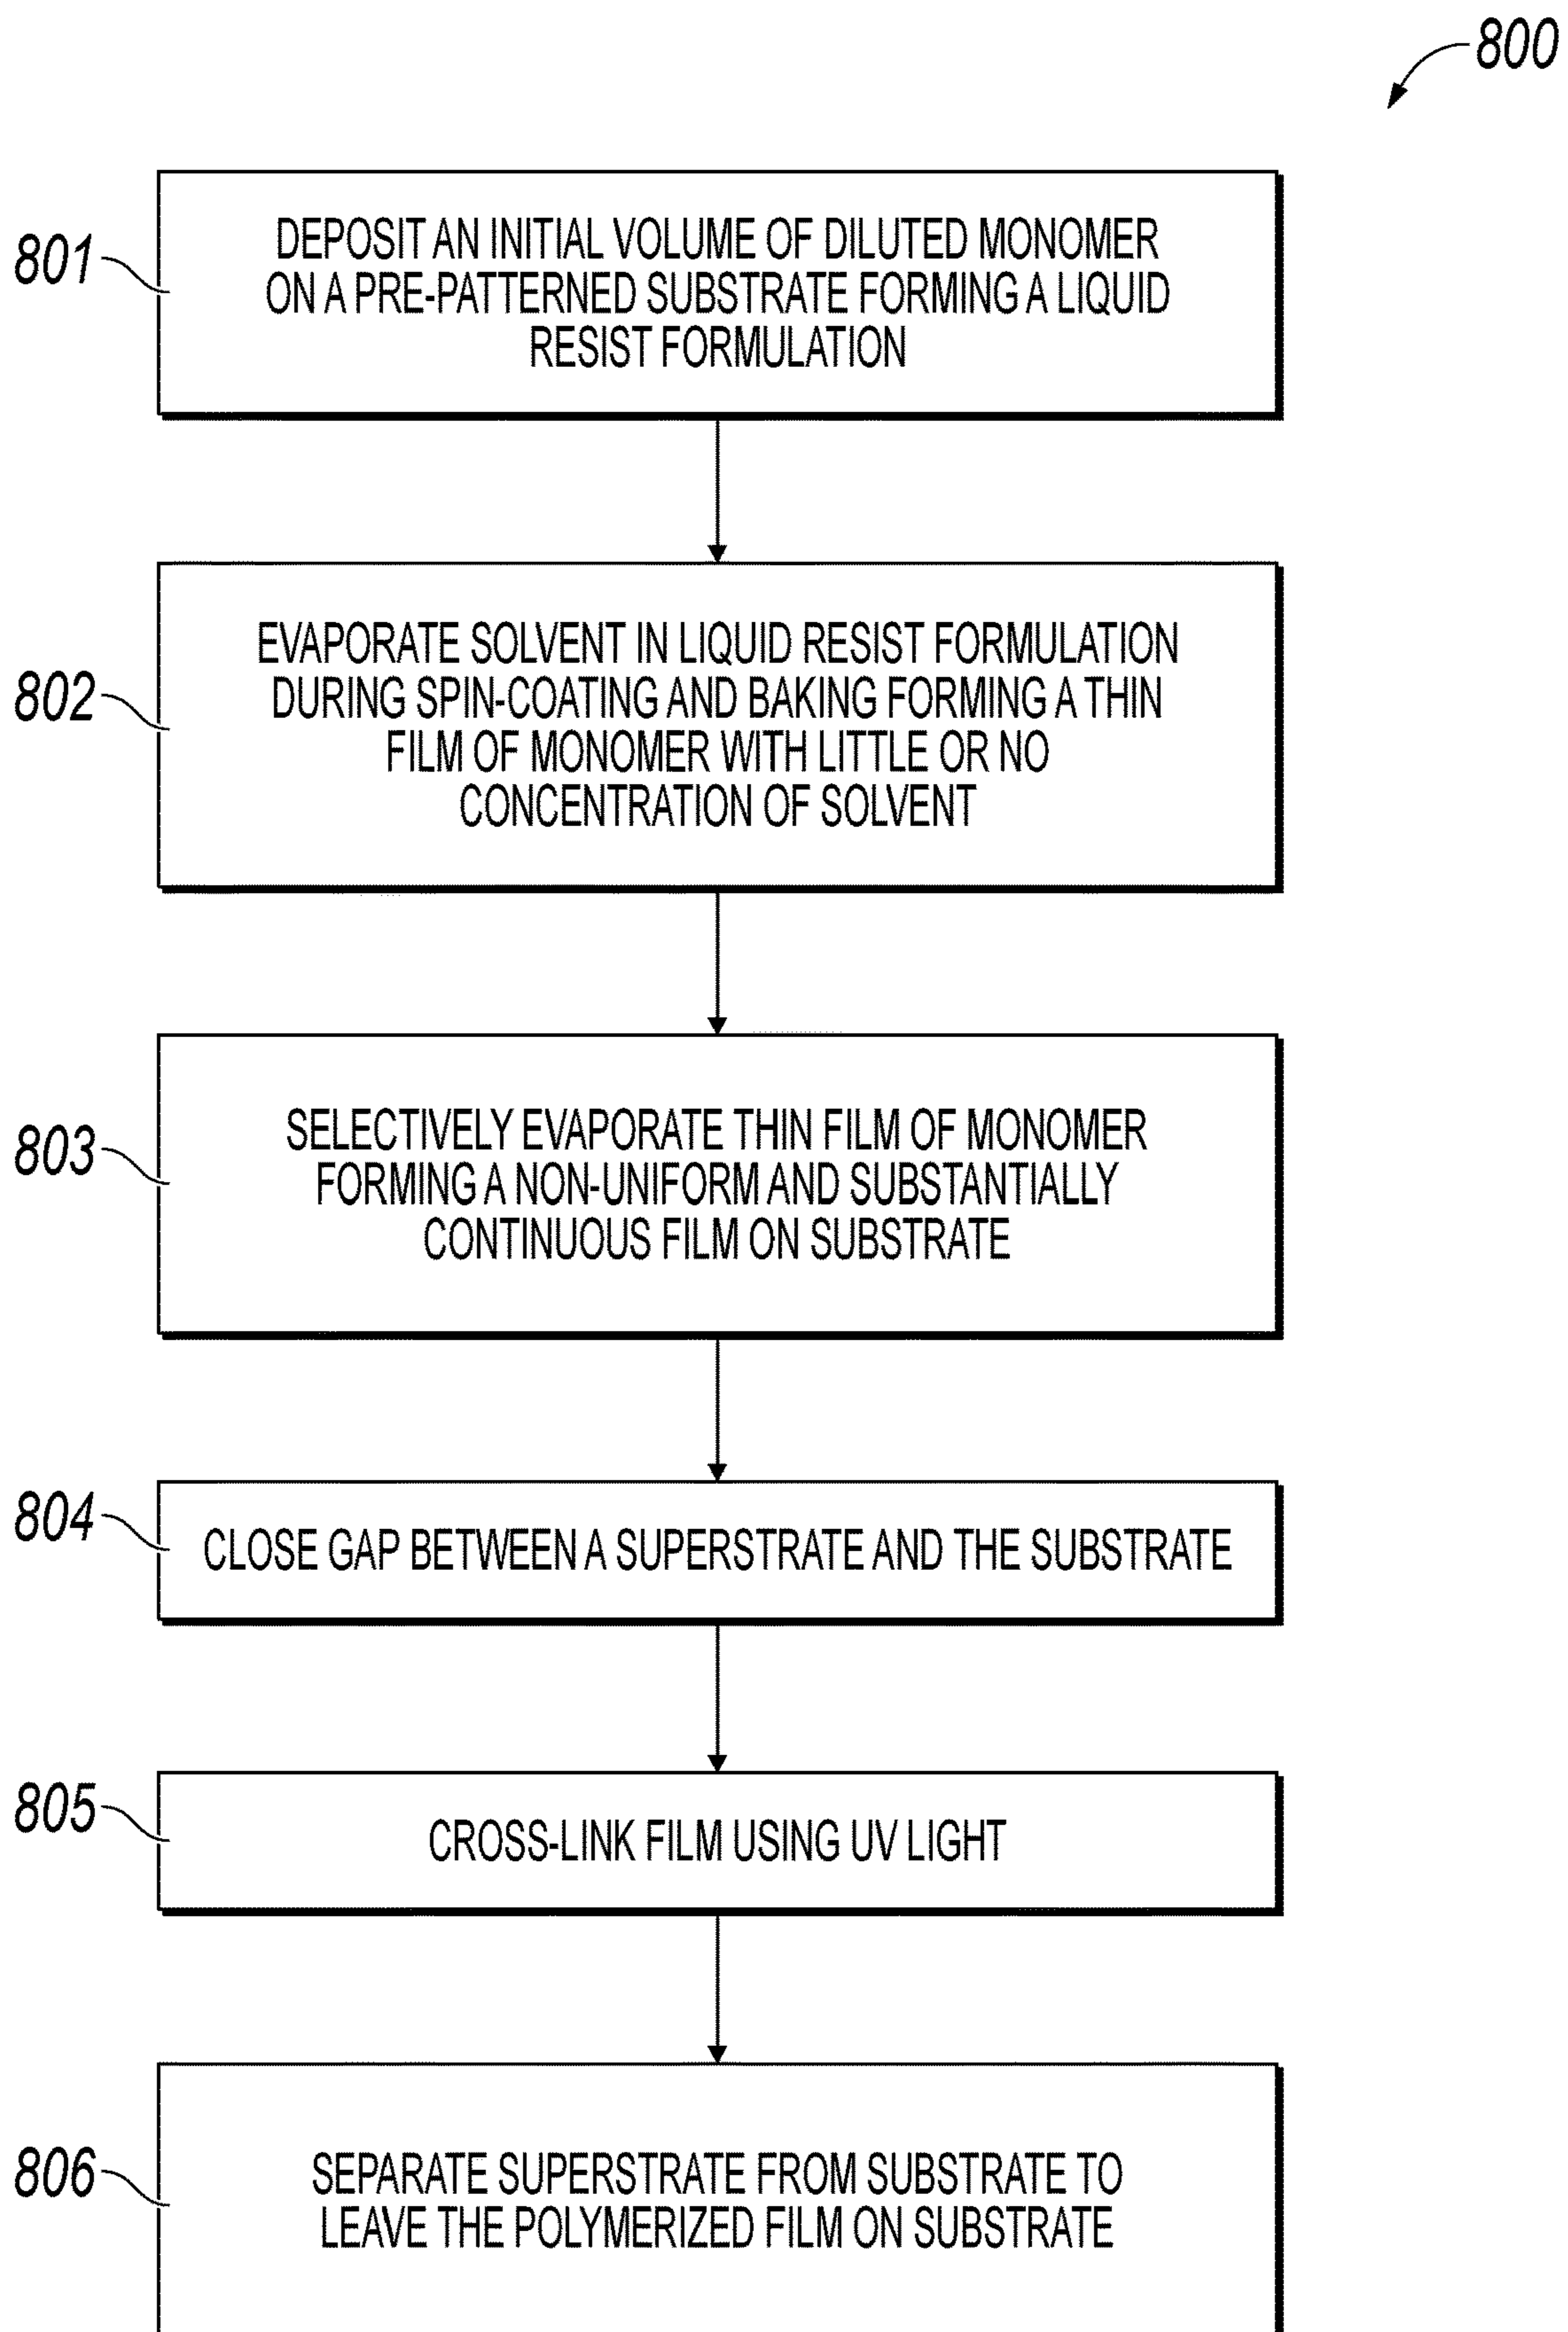 800
801
DEPOSIT AN INITIAL VOLUME OF DILUTED MONOMER
ON A PRE-PATTERNED SUBSTRATE FORMING A LIQUID
RESIST FORMULATION
802
EVAPORATE SOLVENT IN LIQUID RESIST FORMULATION
DURING SPIN-COATING AND BAKING FORMING A THIN
FILM OF MONOMER WITH LITTLE OR NO
CONCENTRATION OF SOLVENT
803
SELECTIVELY EVAPORATE THIN FILM OF MONOMER
FORMING A NON-UNIFORM AND SUBSTANTIALLY
CONTINUOUS FILM ON SUBSTRATE
804
CLOSE GAP BETWEEN A SUPERSTRATE AND THE SUBSTRATE
805
CROSS-LINK FILM USING UV LIGHT
806
SEPARATE SUPERSTRATE FROM SUBSTRATE TO
LEAVE THE POLYMERIZED FILM ON SUBSTRATE